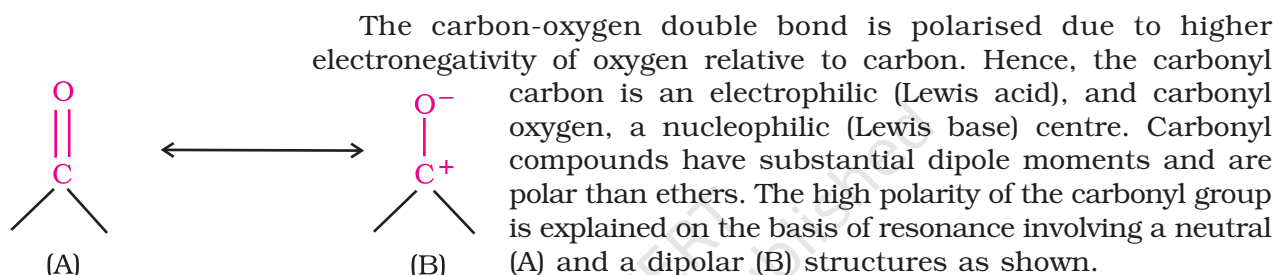 The carbon-oxygen double bond is polarised due to higher
electronegativity of oxygen relative to carbon. Hence, the carbonyl
carbon is an electrophilic (Lewis acid), and carbonyl
oxygen, a nucleophilic (Lewis base) centre. Carbonyl
compounds have substantial dipole moments and are
polar than ethers. The high polarity of the carbonyl group
is explained on the basis of resonance involving a neutral
(A) and a dipolar (B) structures as shown.
O
C
(A)
O−
C+
(B)